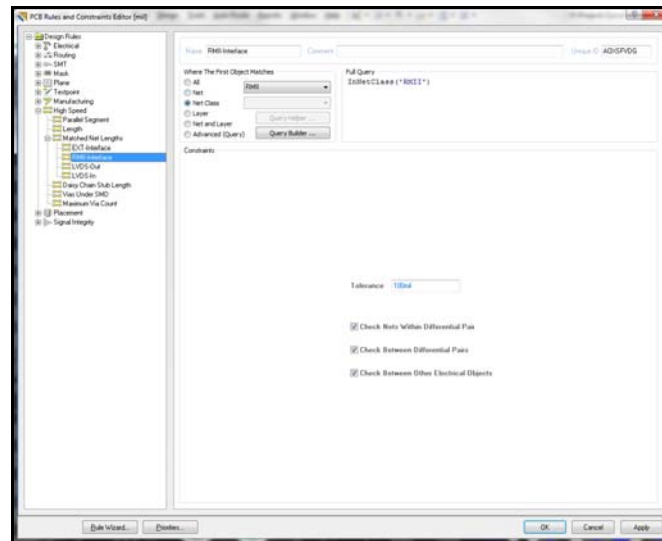 PCB Rules and Constraints Editor [mil]
Design Rules
Electrical
Routing
SMT
Mask
Plane
Testpoint
Manufacturing
High Speed
Parallel Segment
Length
Matched Net Lengths
EXT-Interface
RMII-Interface
LVDS-Out
LVDS-In
Daisy Chain Stub Length
Vias Under SMD
Maximum Via Count
Placement
Signal Integrity
Name RMII-Interface Comment Unique ID AOXSFVDG
Where The First Object Matches
All
Net
Net Class
Layer
Net and Layer
Advanced (Query)
RMII
Query Helper ...
Query Builder ...
Full Query
InNetClass('RMII')
Constraints
Tolerance 100mil
Check Nets Within Differential Pair
Check Between Differential Pairs
Check Between Other Electrical Objects
Rule Wizard... Priorities... OK Cancel Apply